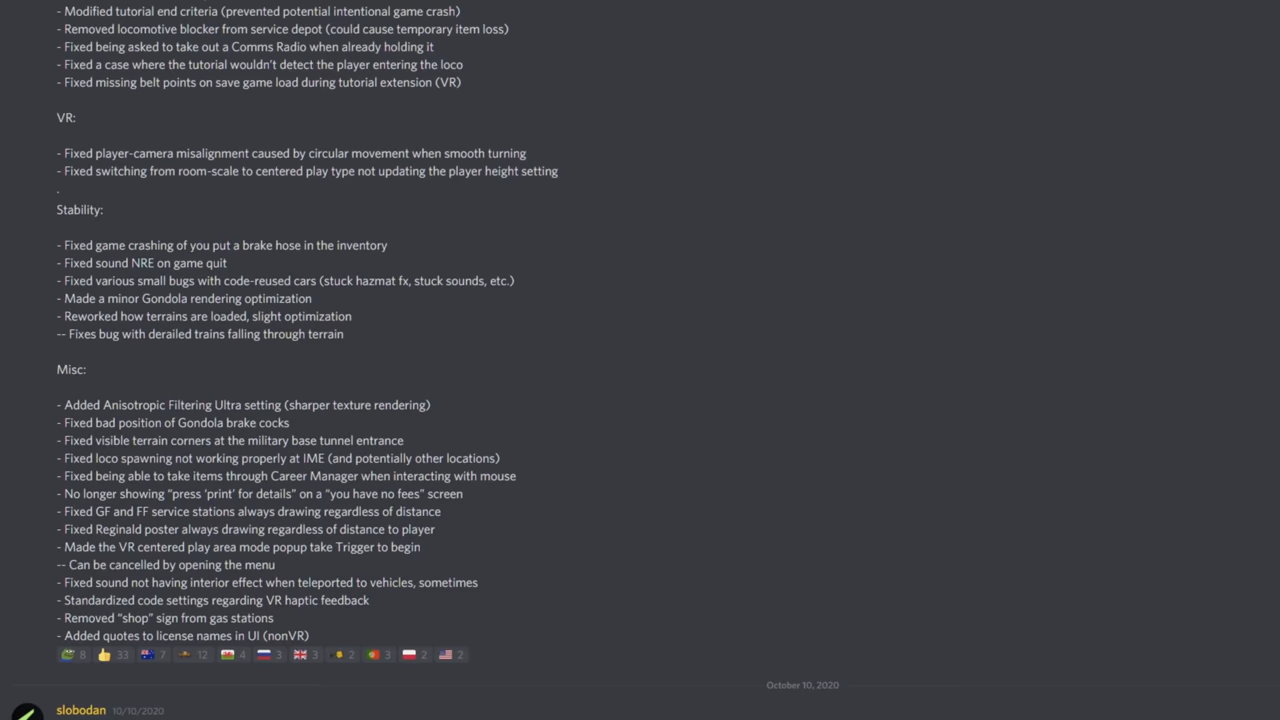 - Modified tutorial end criteria (prevented potential intentional game crash)
- Removed locomotive blocker from service depot (could cause temporary item loss)
- Fixed being asked to take out a Comms Radio when already holding it
- Fixed a case where the tutorial wouldn't detect the player entering the loco
- Fixed missing belt points on save game load during tutorial extension (VR)
VR:
- Fixed player-camera misalignment caused by circular movement when smooth turning
- Fixed switching from room-scale to centered play type not updating the player height setting
.
Stability:
- Fixed game crashing of you put a brake hose in the inventory
- Fixed sound NRE on game quit
- Fixed various small bugs with code-reused cars (stuck hazmat fx, stuck sounds, etc.)
- Made a minor Gondola rendering optimization
- Reworked how terrains are loaded, slight optimization
-- Fixes bug with derailed trains falling through terrain
Misc:
- Added Anisotropic Filtering Ultra setting (sharper texture rendering)
- Fixed bad position of Gondola brake cocks
- Fixed visible terrain corners at the military base tunnel entrance
- Fixed loco spawning not working properly at IME (and potentially other locations)
- Fixed being able to take items through Career Manager when interacting with mouse
- No longer showing “press ‘print’ for details” on a “you have no fees” screen
- Fixed GF and FF service stations always drawing regardless of distance
- Fixed Reginald poster always drawing regardless of distance to player
- Made the VR centered play area mode popup take Trigger to begin
-- Can be cancelled by opening the menu
- Fixed sound not having interior effect when teleported to vehicles, sometimes
- Standardized code settings regarding VR haptic feedback
- Removed “shop” sign from gas stations
- Added quotes to license names in UI (nonVR)
8 33 7 12 4 3 3 2 3 2 2
October 10, 2020
slobodan 10/10/2020